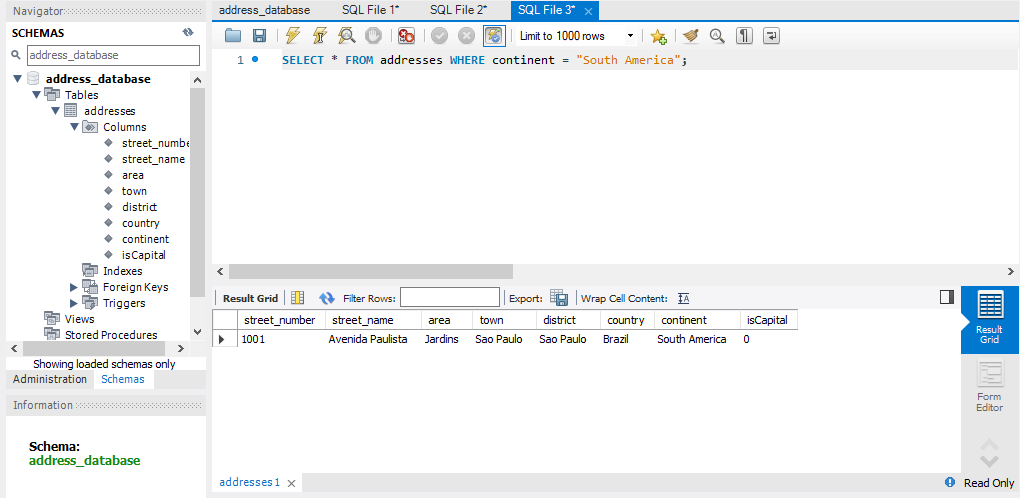 Navigator
SCHEMAS
address_database
address_database
Tables
addresses
Columns
street_numbe
street_name
area
town
district
country
continent
isCapital
Indexes
Foreign Keys
Triggers
Views
Stored Procedures
Showing loaded schemas only
Administration Schemas
Information
Schema:
address_database
address_database SQL File 1* SQL File 2* SQL File 3*
Limit to 1000 rows
1 SELECT * FROM addresses WHERE continent = "South America";
Result Grid Filter Rows: Export: Wrap Cell Content: IA
street_number street_name area town district country continent isCapital
1001 Avenida Paulista Jardins Sao Paulo Sao Paulo Brazil South America 0
Result
Grid
Form
Editor
addresses 1
Read Only